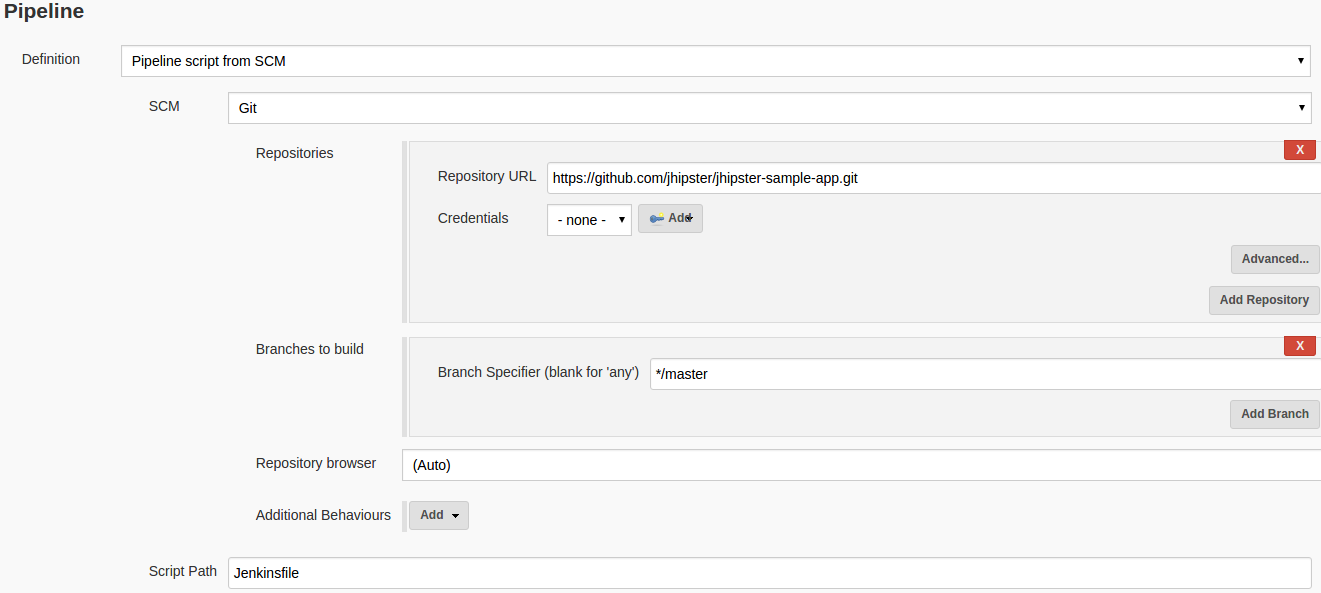 Pipeline
Definition Pipeline script from SCM
SCM Git
Repositories X
Repository URL https://github.com/jhipster/jhipster-sample-app.git
Credentials - none - Add
Advanced...
Add Repository
Branches to build X
Branch Specifier (blank for 'any') */master
Add Branch
Repository browser (Auto)
Additional Behaviours Add
Script Path Jenkinsfile